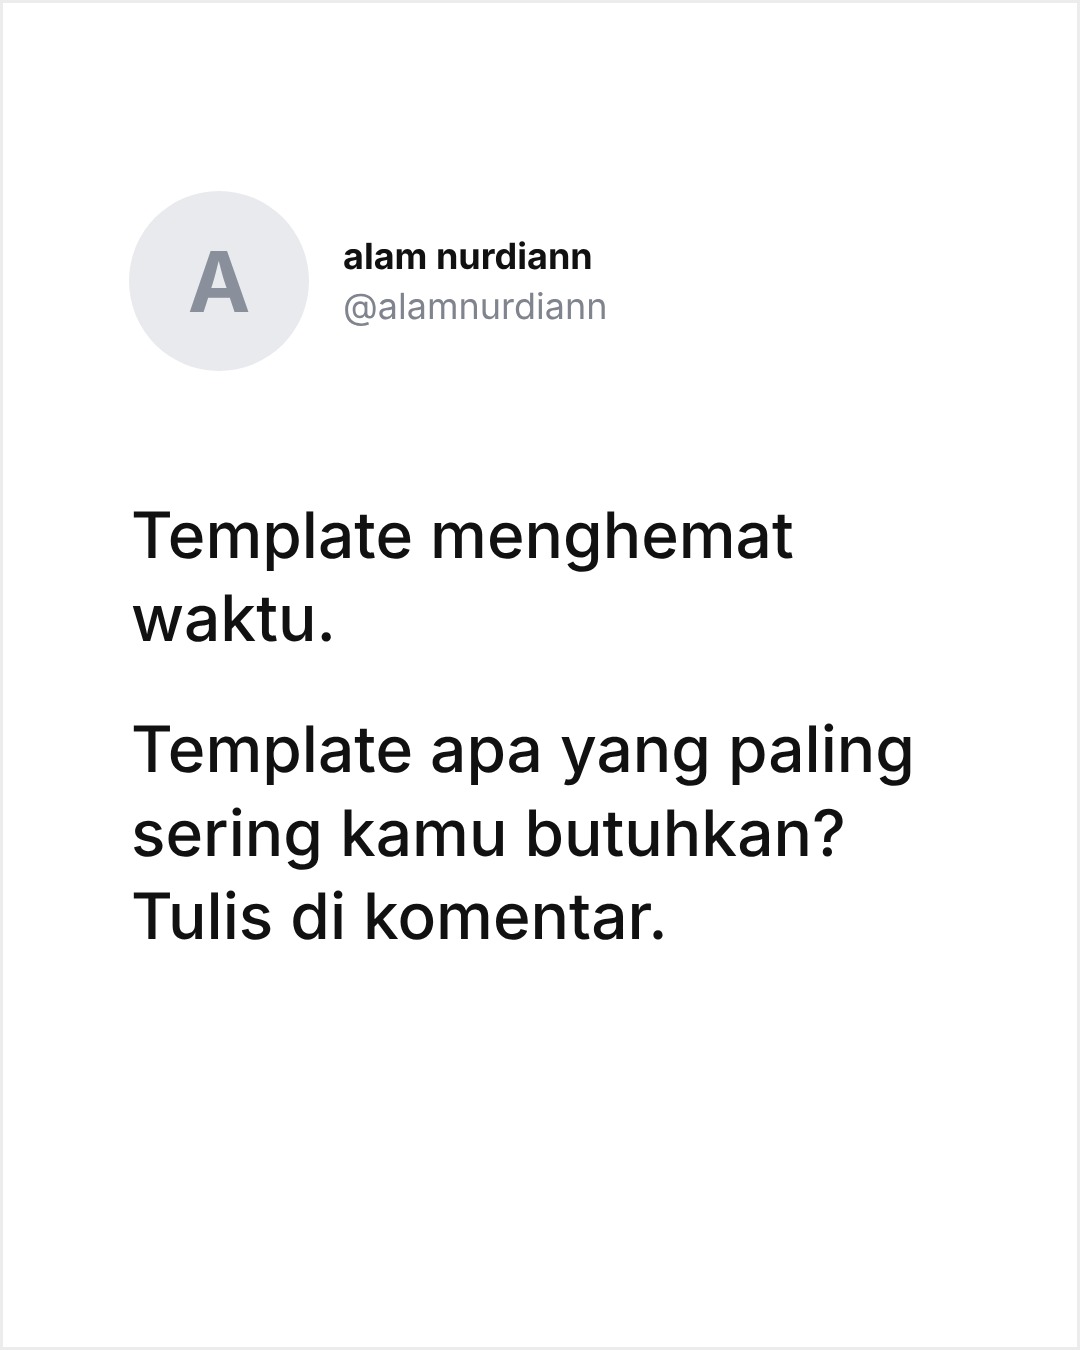 A
alam nurdiann
@alamnurdiann
Template menghemat
waktu.
Template apa yang paling
sering kamu butuhkan?
Tulis di komentar.